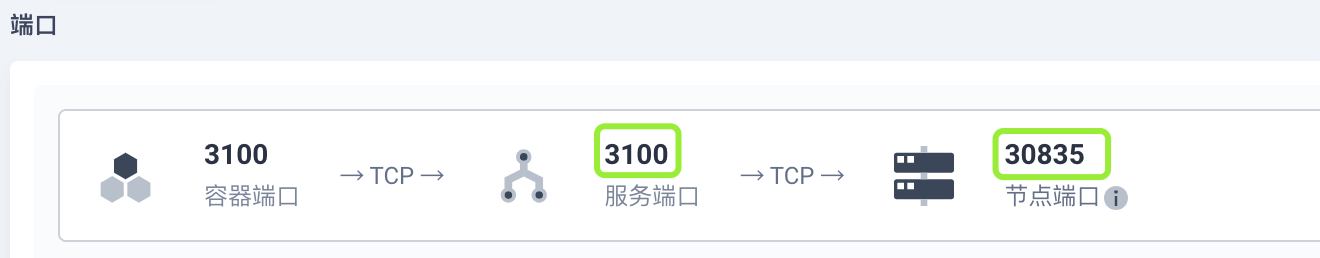 端口
3100 3100 30835
→ TCP → → TCP →
容器端口 服务端口 节点端口 i